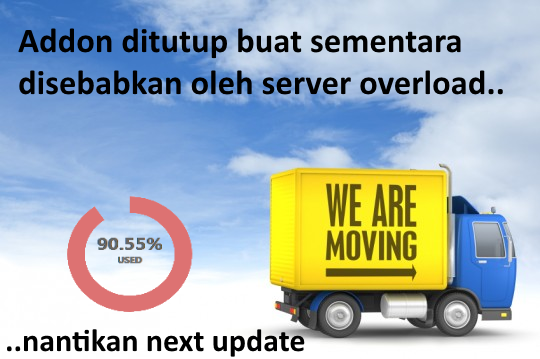 Addon ditutup buat sementara
disebabkan oleh server overload..
WE ARE
MOVING
90.55%
USED
..nantikan next update